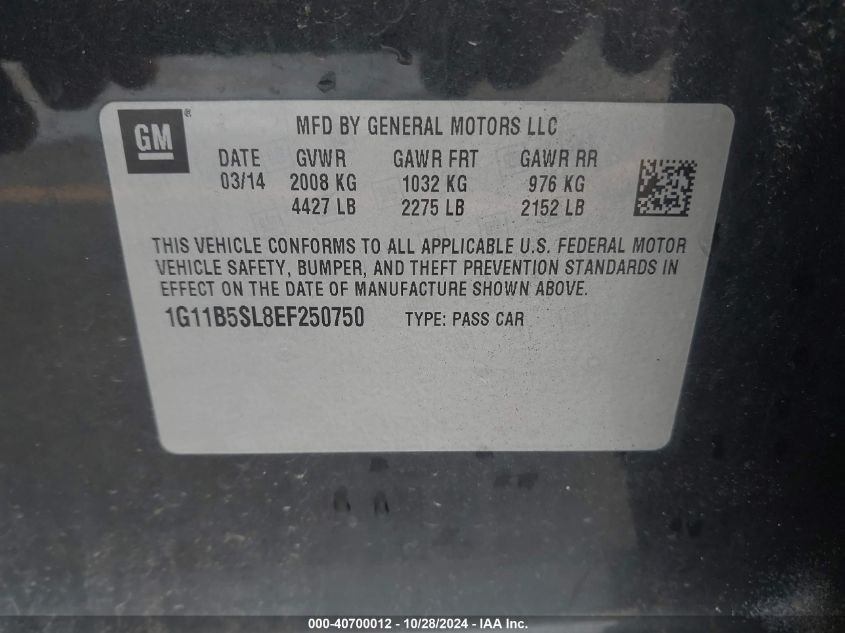 GM ®
MFD BY GENERAL MOTORS LLC
DATE GVWR GAWR FRT GAWR RR
03/14 2008 KG 1032 KG 976 KG
4427 LB 2275 LB 2152 LB
THIS VEHICLE CONFORMS TO ALL APPLICABLE U.S. FEDERAL MOTOR
VEHICLE SAFETY, BUMPER, AND THEFT PREVENTION STANDARDS IN
EFFECT ON THE DATE OF MANUFACTURE SHOWN ABOVE.
1G11B5SL8EF250750 TYPE: PASS CAR
000-40700012 - 10/28/2024 - IAA Inc.